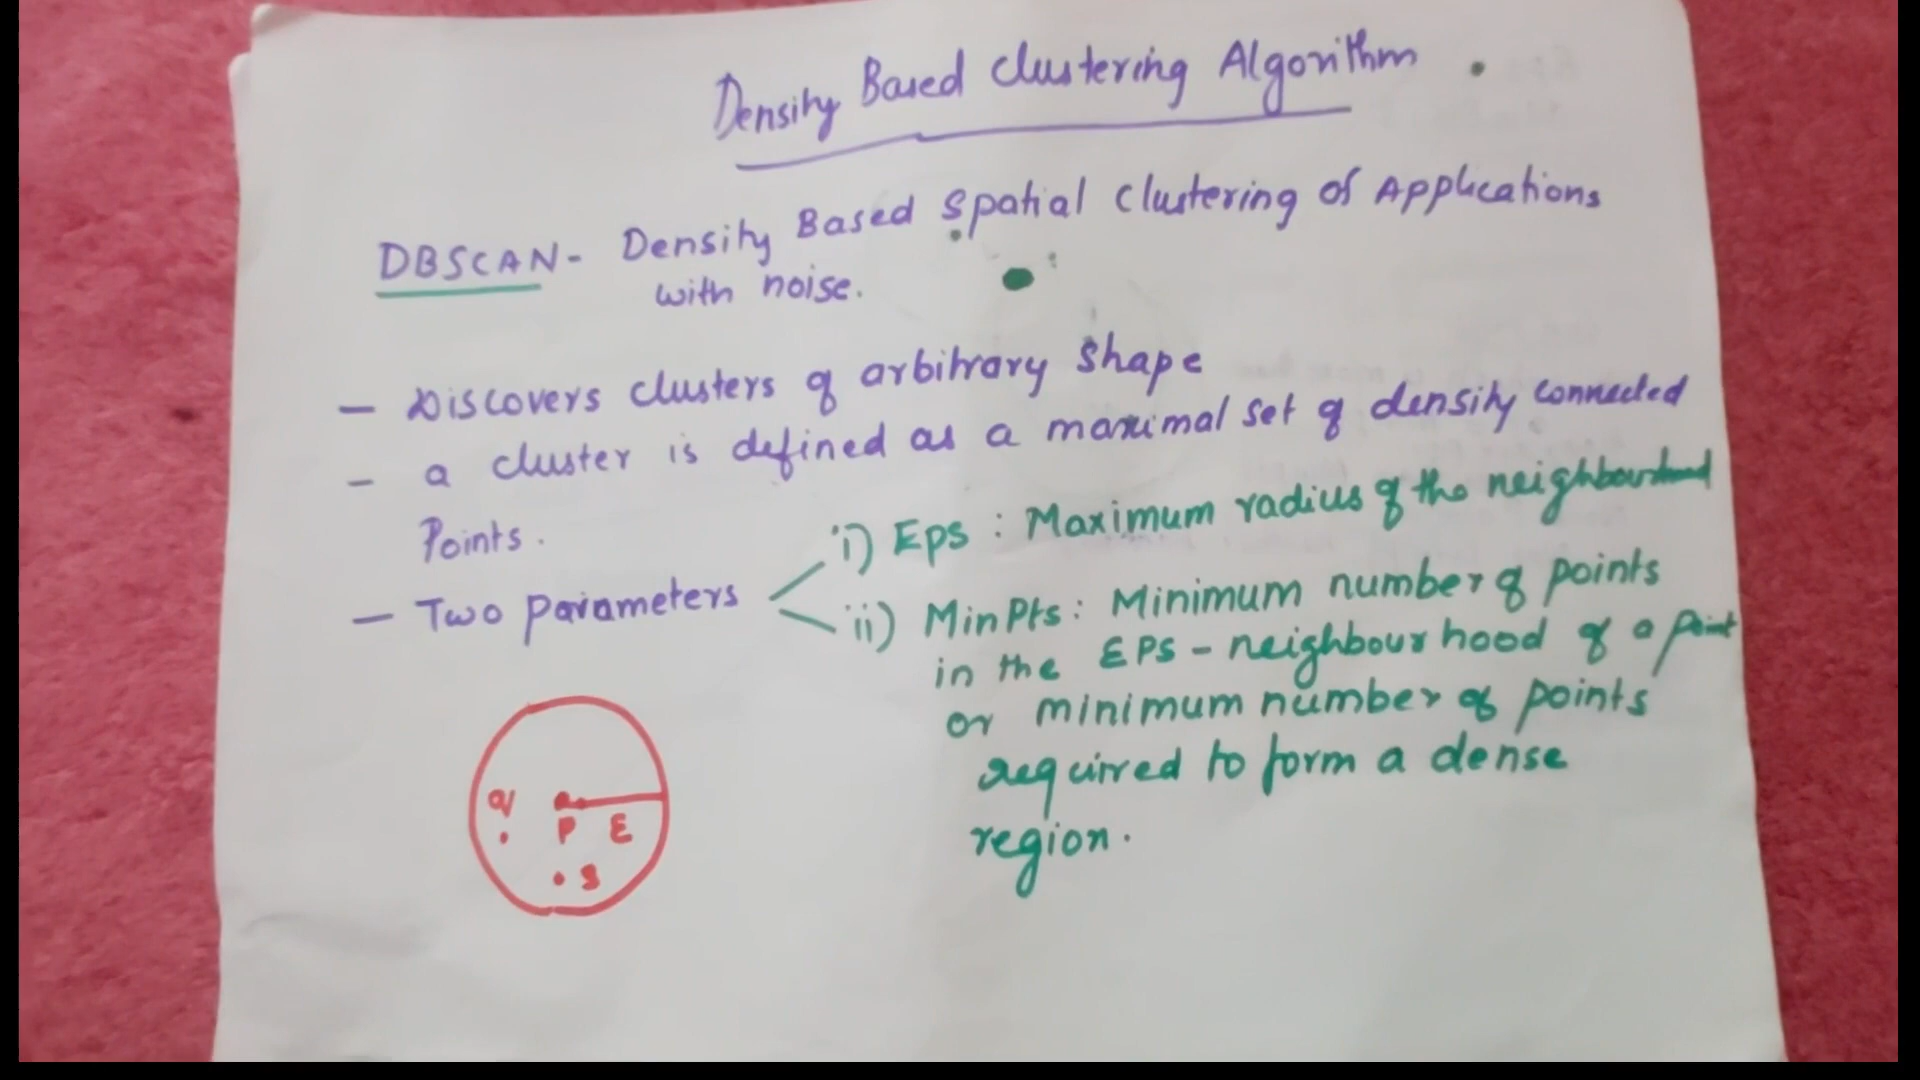 Density Based Clustering Algorithm
DBSCAN - Density Based Spatial Clustering of Applications
with noise.
- Discovers clusters of arbitrary shape
- a cluster is defined as a maximal set of density connected
Points.
- Two parameters
i) Eps : Maximum radius of the neighbourhood
ii) MinPts : Minimum number of points
in the EPS - neighbourhood of a point
or minimum number of points
required to form a dense
region.
q
P E
S